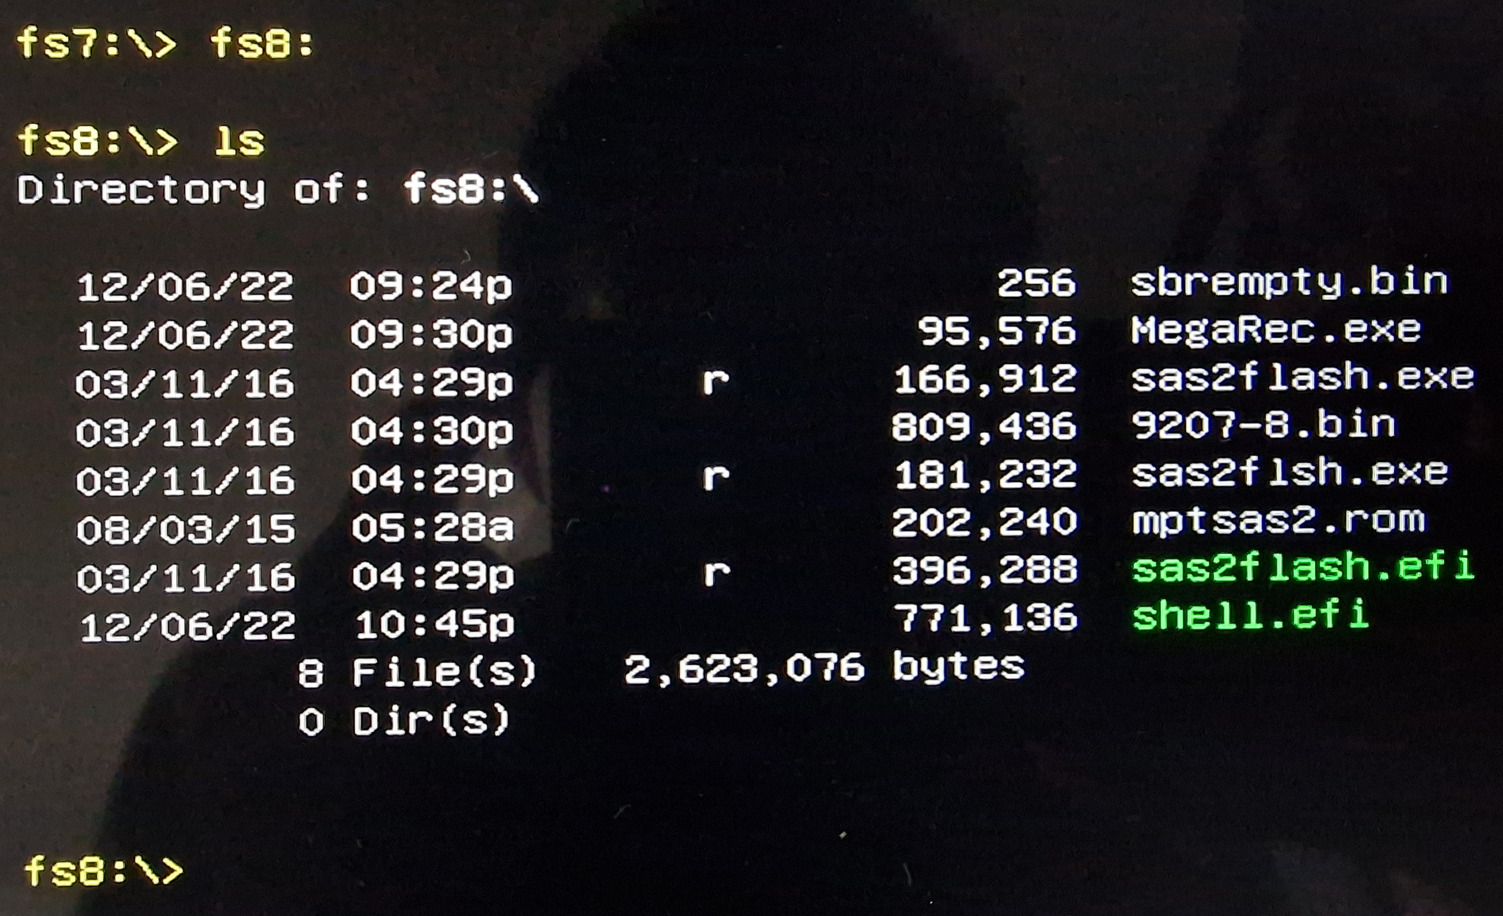 fs7:\> fs8:
fs8:\> ls
Directory of: fs8:\
12/06/22 09:24p 256 sbrempty.bin
12/06/22 09:30p 95,576 MegaRec.exe
03/11/16 04:29p r 166,912 sas2flash.exe
03/11/16 04:30p 809,436 9207-8.bin
03/11/16 04:29p r 181,232 sas2flsh.exe
08/03/15 05:28a 202,240 mptsas2.rom
03/11/16 04:29p r 396,288 sas2flash.efi
12/06/22 10:45p 771,136 shell.efi
8 File(s) 2,623,076 bytes
0 Dir(s)
fs8:\>